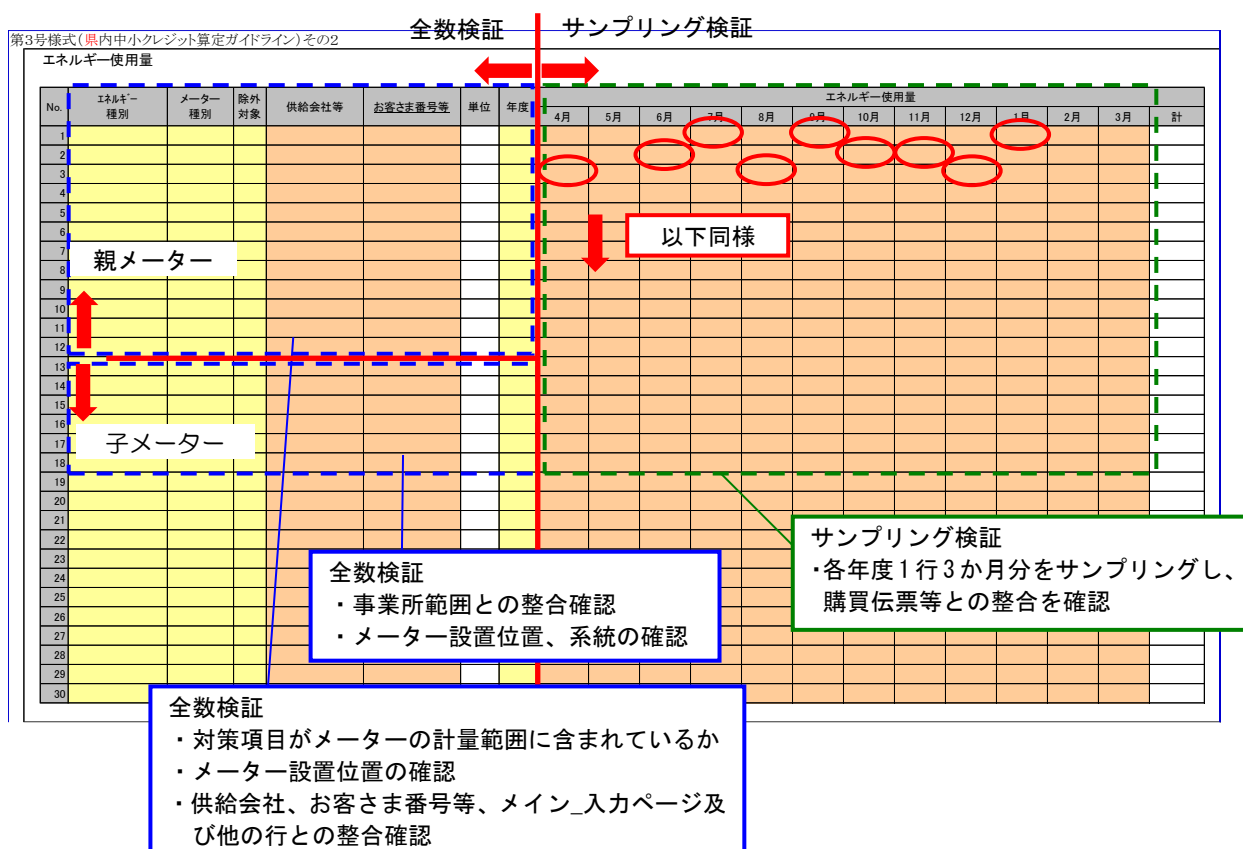 全数検証 サンプリング検証
第3号様式(県内中小クレジット算定ガイドライン)その2
エネルギー使用量
No. エネルギー種別 メーター種別 除外対象 供給会社等 お客さま番号等 単位 年度 エネルギー使用量 計
4月 5月 6月 7月 8月 9月 10月 11月 12月 1月 2月 3月
1
2
3
4
5
6
以下同様
7
親メーター
8
9
10
11
12
13
14
15
16
17
子メーター
18
19
20
21
22
23
24
25
26
27
28
29
30
サンプリング検証
・各年度1行3か月分をサンプリングし、
購買伝票等との整合を確認
全数検証
・事業所範囲との整合確認
・メーター設置位置、系統の確認
全数検証
・対策項目がメーターの計量範囲に含まれているか
・メーター設置位置の確認
・供給会社、お客さま番号等、メイン_入力ページ及
び他の行との整合確認